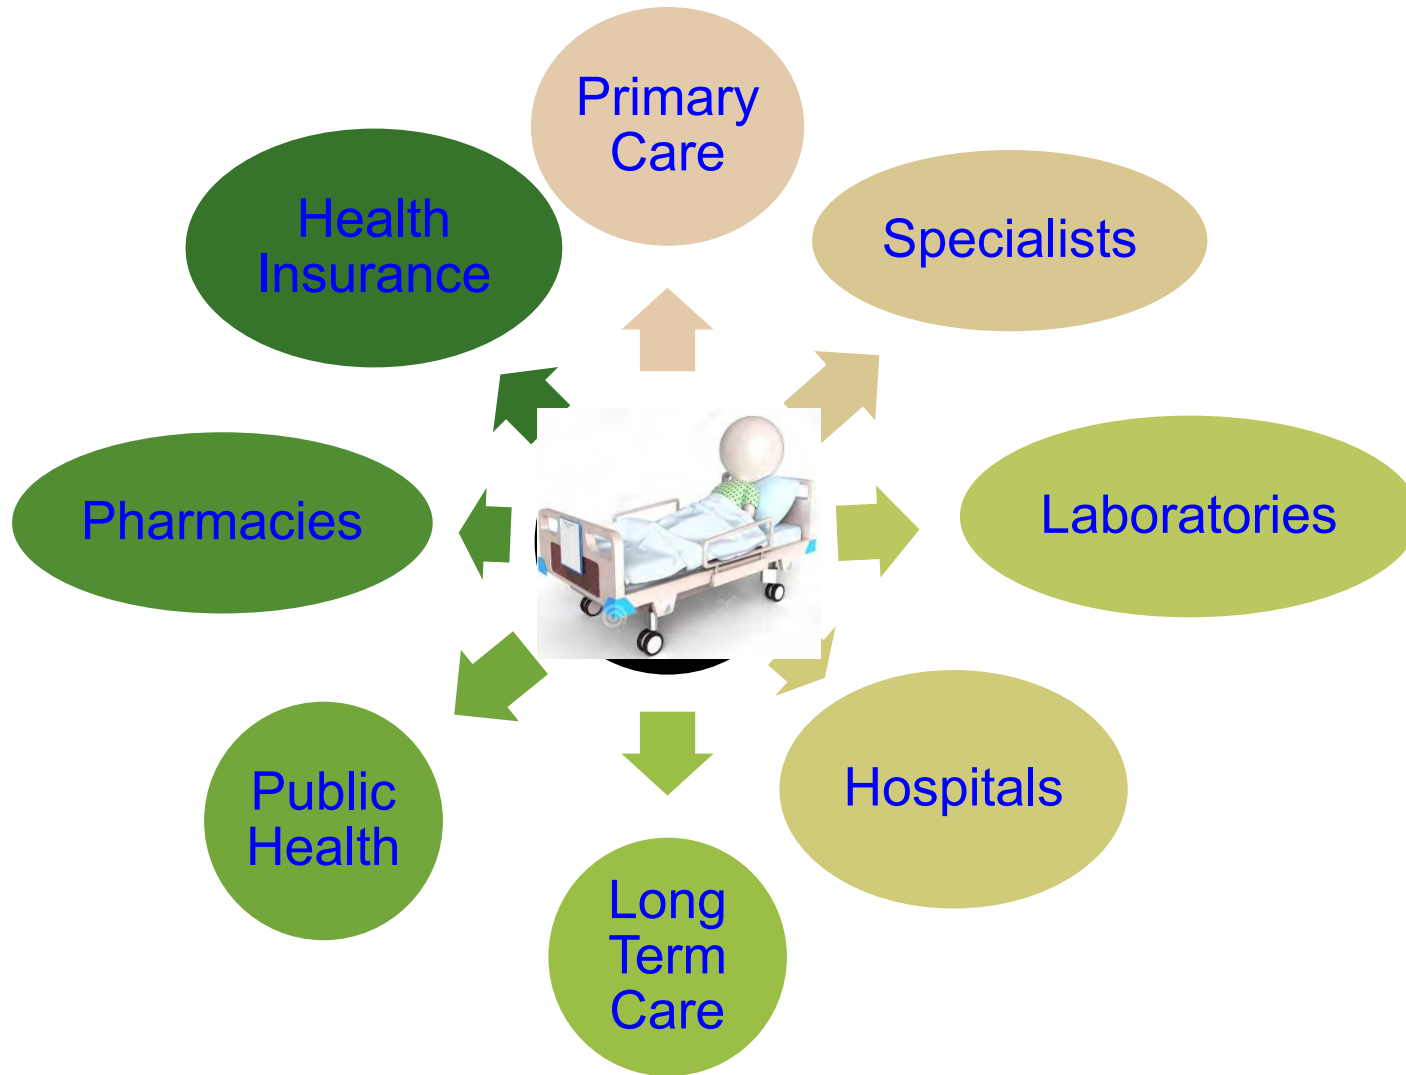 Primary
Care
Specialists
Laboratories
Hospitals
Long
Term
Care
Public
Health
Pharmacies
Health
Insurance